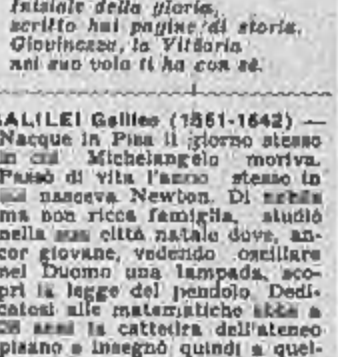 Iniziale della gloria,
scritto hai pagine di storia.
Giovinezza, la Vittoria
nel suo volo ti ha con sé.
GALILEI Galileo (1561-1642) —
Nacque in Pisa il giorno stesso
in cui Michelangelo moriva.
Passò di vita l'anno stesso in
cui nasceva Newton. Di nobile
ma non ricca famiglia, studiò
nella sua città natale dove, an-
cor giovane, vedendo oscillare
nel Duomo una lampada, sco-
prì la legge del pendolo. Dedi-
catosi alle matematiche ebbe a
26 anni la cattedra dell'ateneo
pisano e insegnò quindi a quel-